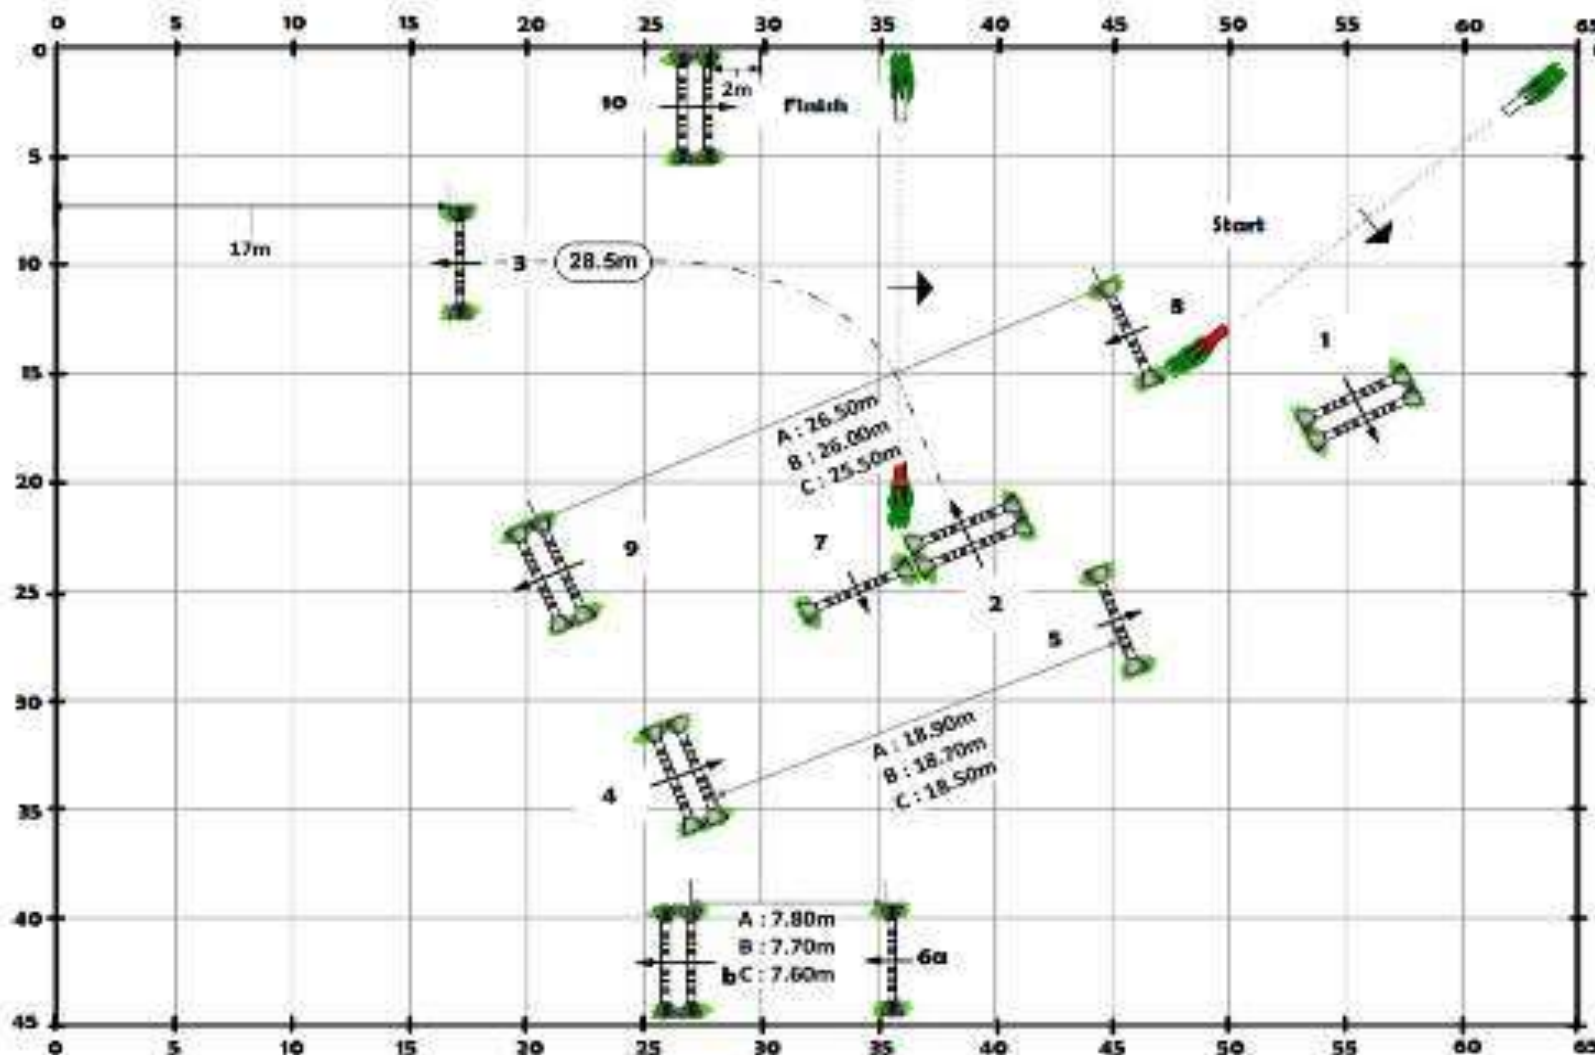 0 5 10 15 20 25 30 35 40 45 50 55 60 65
0
10
2m
Finish
5
Start
17m
3
28.5m
10
8
1
15
A : 26.50m
B : 26.00m
C : 25.50m
20
7
9
25
2
5
30
A : 18.90m
B : 18.70m
C : 18.50m
4
35
40
A : 7.80m
B : 7.70m
b C : 7.60m
6a
45
0 5 10 15 20 25 30 35 40 45 50 55 60 65